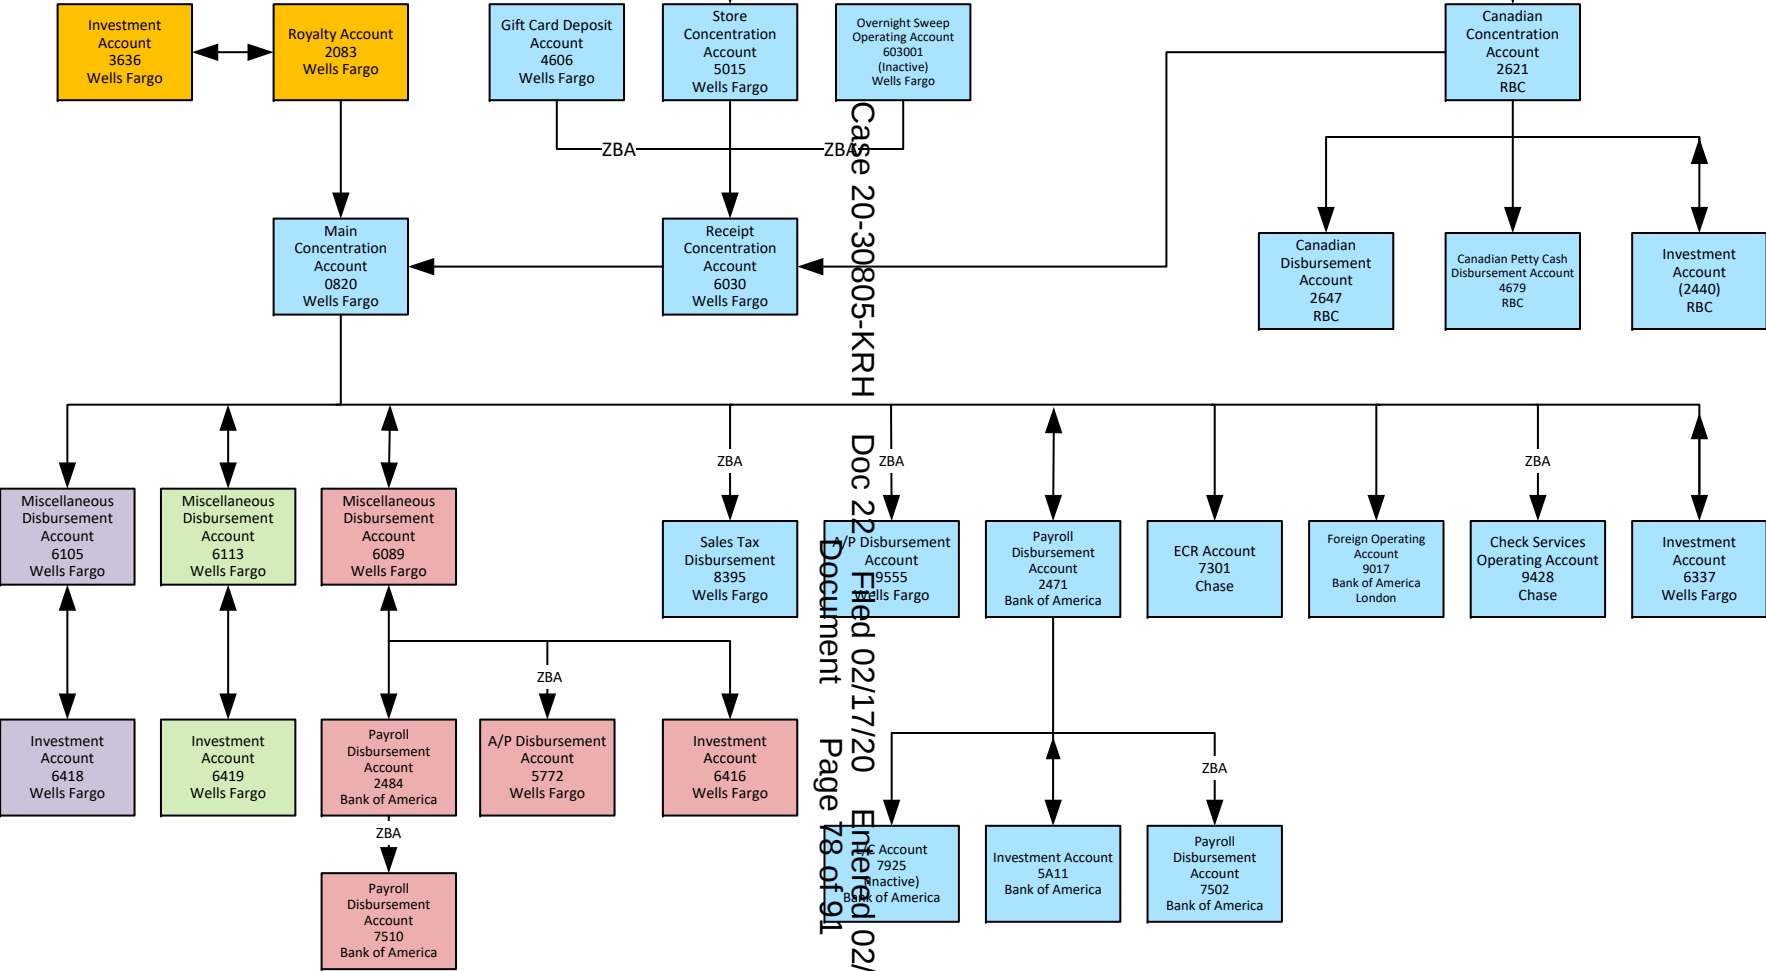 Investment
Account
3636
Wells Fargo
Royalty Account
2083
Wells Fargo
Gift Card Deposit
Account
4606
Wells Fargo
Store
Concentration
Account
5015
Wells Fargo
Overnight Sweep
Operating Account
603001
(Inactive)
Wells Fargo
Canadian
Concentration
Account
2621
RBC
ZBA
ZBA
Main
Concentration
Account
0820
Wells Fargo
Receipt
Concentration
Account
6030
Wells Fargo
Canadian
Disbursement
Account
2647
RBC
Canadian Petty Cash
Disbursement Account
4679
RBC
Investment
Account
(2440)
RBC
ZBA
ZBA
ZBA
Miscellaneous
Disbursement
Account
6105
Wells Fargo
Miscellaneous
Disbursement
Account
6113
Wells Fargo
Miscellaneous
Disbursement
Account
6089
Wells Fargo
Sales Tax
Disbursement
8395
Wells Fargo
A/P Disbursement
Account
9555
Wells Fargo
Payroll
Disbursement
Account
2471
Bank of America
ECR Account
7301
Chase
Foreign Operating
Account
9017
Bank of America
London
Check Services
Operating Account
9428
Chase
Investment
Account
6337
Wells Fargo
ZBA
Investment
Account
6418
Wells Fargo
Investment
Account
6419
Wells Fargo
Payroll
Disbursement
Account
2484
Bank of America
A/P Disbursement
Account
5772
Wells Fargo
Investment
Account
6416
Wells Fargo
ZBA
ZBA
Payroll
Disbursement
Account
7510
Bank of America
Account
7925
(Inactive)
Bank of America
Investment Account
5A11
Bank of America
Payroll
Disbursement
Account
7502
Bank of America
Case 20-30805-KRH Doc 22 Filed 02/17/20 Entered 02/
Document Page 78 of 91